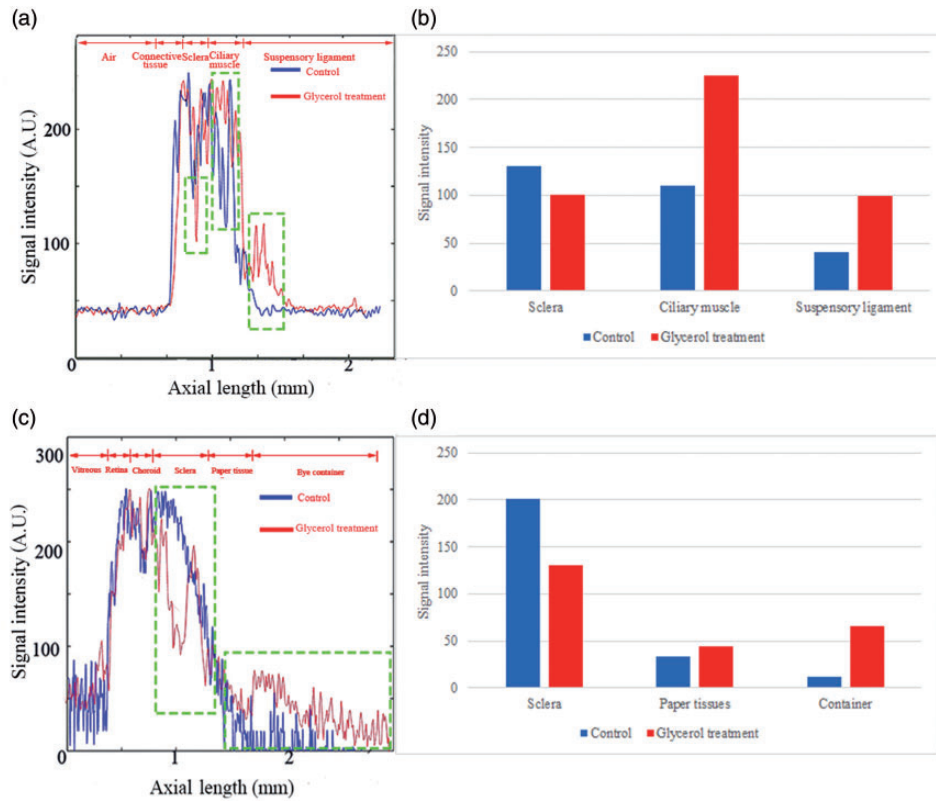 (a)
Air
Connective
tissue
Sclera
Ciliary
muscle
Suspensory ligament
Control
Glycerol treatment
200
100
0
0
1
2
Signal intensity (A.U.)
Axial length (mm)
(b)
250
200
150
100
50
0
Signal intensity
Sclera
Ciliary muscle
Suspensory ligament
Control
Glycerol treatment
(c)
300
Vitreous
Retina
Choroid
Sclera
Paper tissue
Eye container
Control
Glycerol treatment
200
100
0
0
1
2
Signal intensity (A.U.)
Axial length (mm)
(d)
250
200
150
100
50
0
Signal intensity
Sclera
Paper tissues
Container
Control
Glycerol treatment